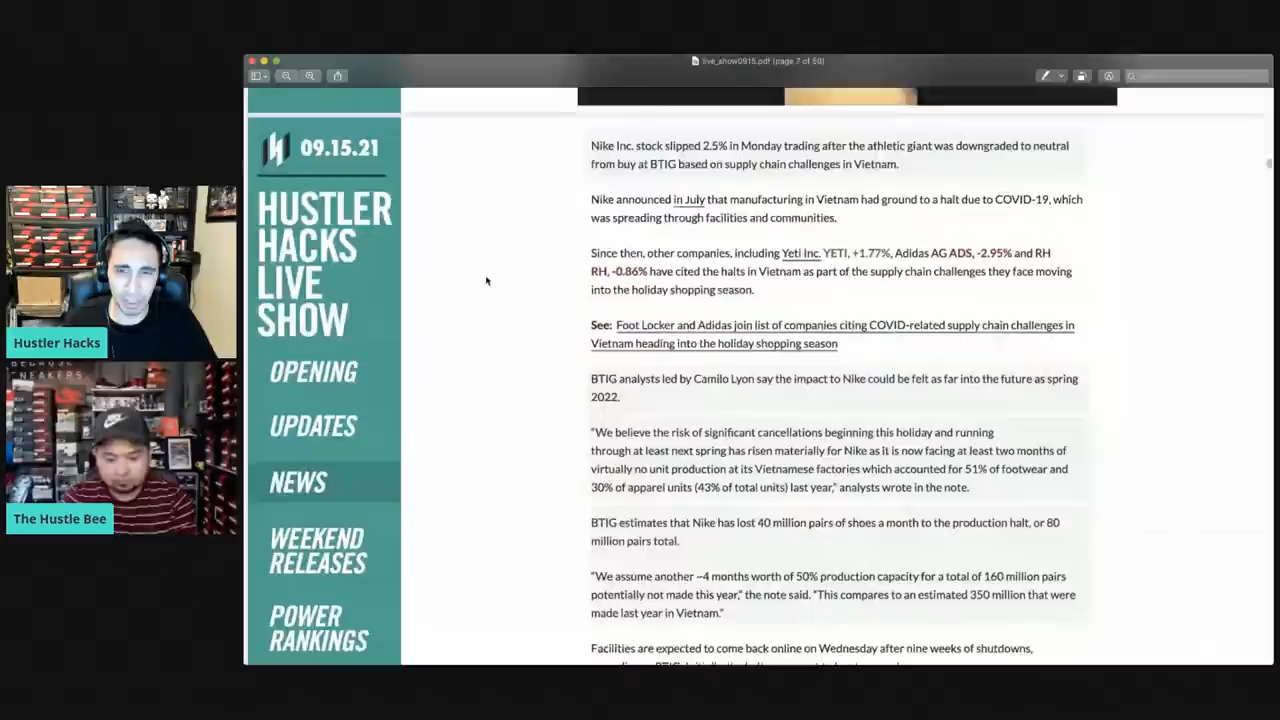 live_show0915.pdf (page 7 of 50)
09.15.21
HUSTLER
HACKS
LIVE
SHOW
OPENING
UPDATES
NEWS
WEEKEND
RELEASES
POWER
RANKINGS
Nike Inc. stock slipped 2.5% in Monday trading after the athletic giant was downgraded to neutral
from buy at BTIG based on supply chain challenges in Vietnam.
Nike announced in July that manufacturing in Vietnam had ground to a halt due to COVID-19, which
was spreading through facilities and communities.
Since then, other companies, including Yeti Inc. YETI, +1.77%, Adidas AG ADS, -2.95% and RH
RH, -0.86% have cited the halts in Vietnam as part of the supply chain challenges they face moving
into the holiday shopping season.
See: Foot Locker and Adidas join list of companies citing COVID-related supply chain challenges in
Vietnam heading into the holiday shopping season
BTIG analysts led by Camilo Lyon say the impact to Nike could be felt as far into the future as spring
2022.
“We believe the risk of significant cancellations beginning this holiday and running
through at least next spring has risen materially for Nike as it is now facing at least two months of
virtually no unit production at its Vietnamese factories which accounted for 51% of footwear and
30% of apparel units (43% of total units) last year,” analysts wrote in the note.
BTIG estimates that Nike has lost 40 million pairs of shoes a month to the production halt, or 80
million pairs total.
“We assume another ~4 months worth of 50% production capacity for a total of 160 million pairs
potentially not made this year,” the note said. “This compares to an estimated 350 million that were
made last year in Vietnam.”
Facilities are expected to come back online on Wednesday after nine weeks of shutdowns,
Hustler Hacks
SNEAKERS
The Hustle Bee